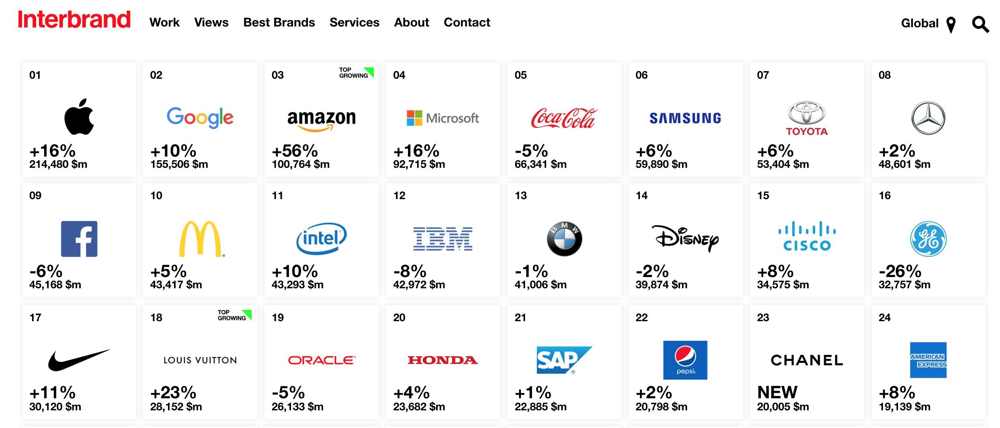 Interbrand Work Views Best Brands Services About Contact Global
01
+16%
214,480 $m
02
Google
+10%
155,506 $m
03
TOP
GROWING
amazon
+56%
100,764 $m
04
Microsoft
+16%
92,715 $m
05
Coca-Cola
-5%
66,341 $m
06
SAMSUNG
+6%
59,890 $m
07
TOYOTA
+6%
53,404 $m
08
+2%
48,601 $m
09
f
-6%
45,168 $m
10
M®
+5%
43,417 $m
11
intel®
+10%
43,293 $m
12
IBM
-8%
42,972 $m
13
BMW
-1%
41,006 $m
14
Disney
-2%
39,874 $m
15
CISCO
+8%
34,575 $m
16
GE
-26%
32,757 $m
17
+11%
30,120 $m
18
TOP
GROWING
LOUIS VUITTON
+23%
28,152 $m
19
ORACLE®
-5%
26,133 $m
20
HONDA
+4%
23,682 $m
21
SAP®
+1%
22,885 $m
22
pepsi®
+2%
20,798 $m
23
CHANEL
NEW
20,005 $m
24
AMERICAN
EXPRESS
+8%
19,139 $m